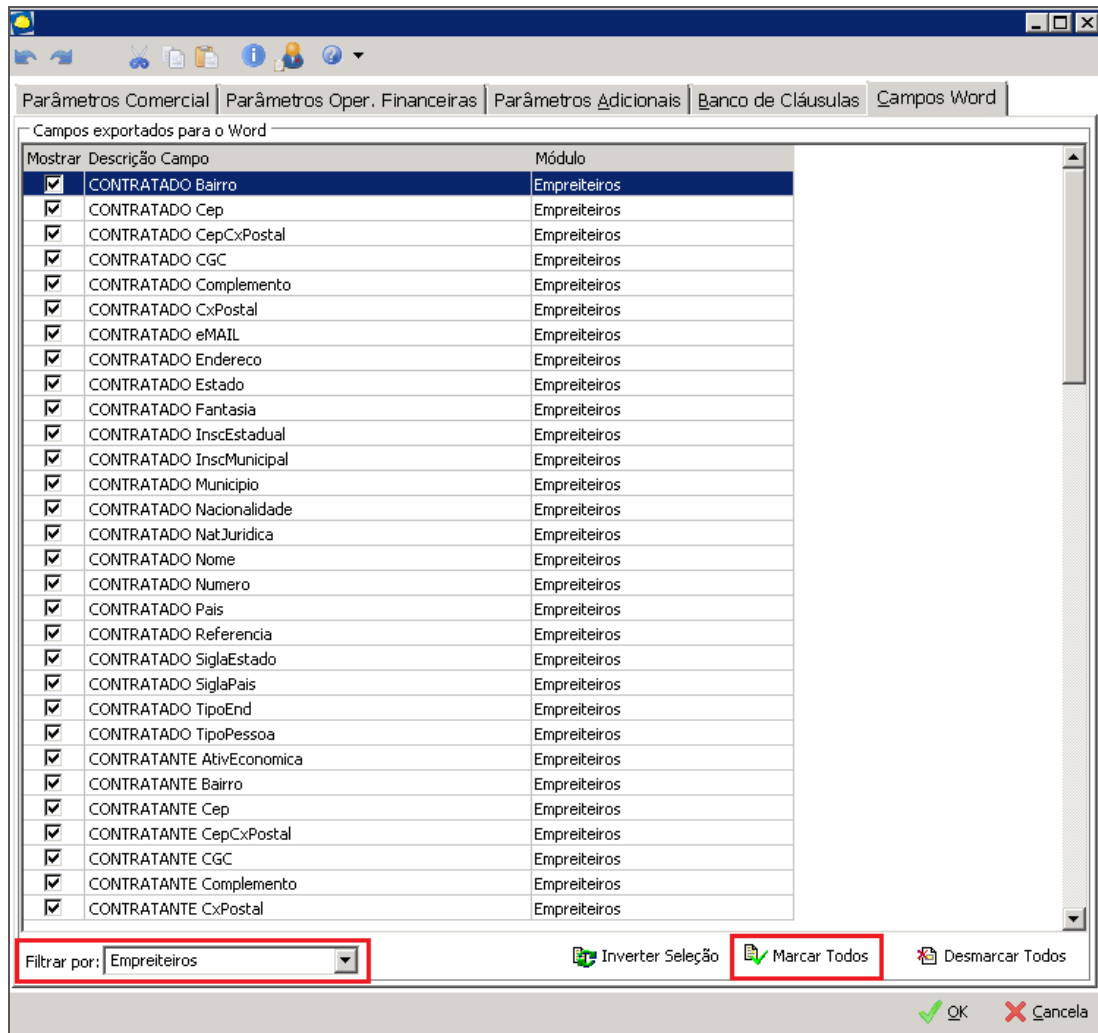 Parâmetros Comercial Parâmetros Oper. Financeiras Parâmetros Adicionais Banco de Cláusulas Campos Word
Campos exportados para o Word
Mostrar Descrição Campo Módulo
CONTRATADO Bairro Empreiteiros
CONTRATADO Cep Empreiteiros
CONTRATADO CepCxPostal Empreiteiros
CONTRATADO CGC Empreiteiros
CONTRATADO Complemento Empreiteiros
CONTRATADO CxPostal Empreiteiros
CONTRATADO eMAIL Empreiteiros
CONTRATADO Endereco Empreiteiros
CONTRATADO Estado Empreiteiros
CONTRATADO Fantasia Empreiteiros
CONTRATADO InscEstadual Empreiteiros
CONTRATADO InscMunicipal Empreiteiros
CONTRATADO Municipio Empreiteiros
CONTRATADO Nacionalidade Empreiteiros
CONTRATADO NatJuridica Empreiteiros
CONTRATADO Nome Empreiteiros
CONTRATADO Numero Empreiteiros
CONTRATADO Pais Empreiteiros
CONTRATADO Referencia Empreiteiros
CONTRATADO SiglaEstado Empreiteiros
CONTRATADO SiglaPais Empreiteiros
CONTRATADO TipoEnd Empreiteiros
CONTRATADO TipoPessoa Empreiteiros
CONTRATANTE AtivEconomica Empreiteiros
CONTRATANTE Bairro Empreiteiros
CONTRATANTE Cep Empreiteiros
CONTRATANTE CepCxPostal Empreiteiros
CONTRATANTE CGC Empreiteiros
CONTRATANTE Complemento Empreiteiros
CONTRATANTE CxPostal Empreiteiros
Filtrar por: Empreiteiros Inverter Seleção Marcar Todos Desmarcar Todos
OK Cancela